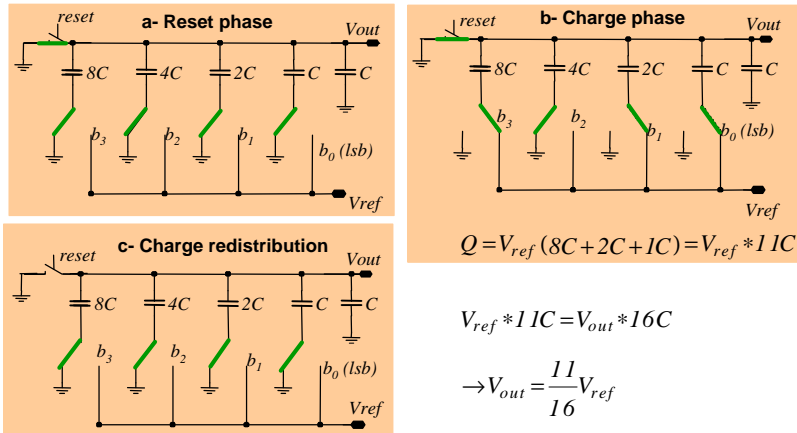 a- Reset phase
reset
Vout
8C
4C
2C
C
C
b3
b2
b1
b0 (lsb)
Vref
b- Charge phase
reset
Vout
8C
4C
2C
C
C
b3
b2
b1
b0 (lsb)
Vref
Q=Vref(8C+2C+1C)=Vref*11C
c- Charge redistribution
reset
Vout
8C
4C
2C
C
C
b3
b2
b1
b0 (lsb)
Vref
Vref*11C=Vout*16C
→Vout=11/16 Vref